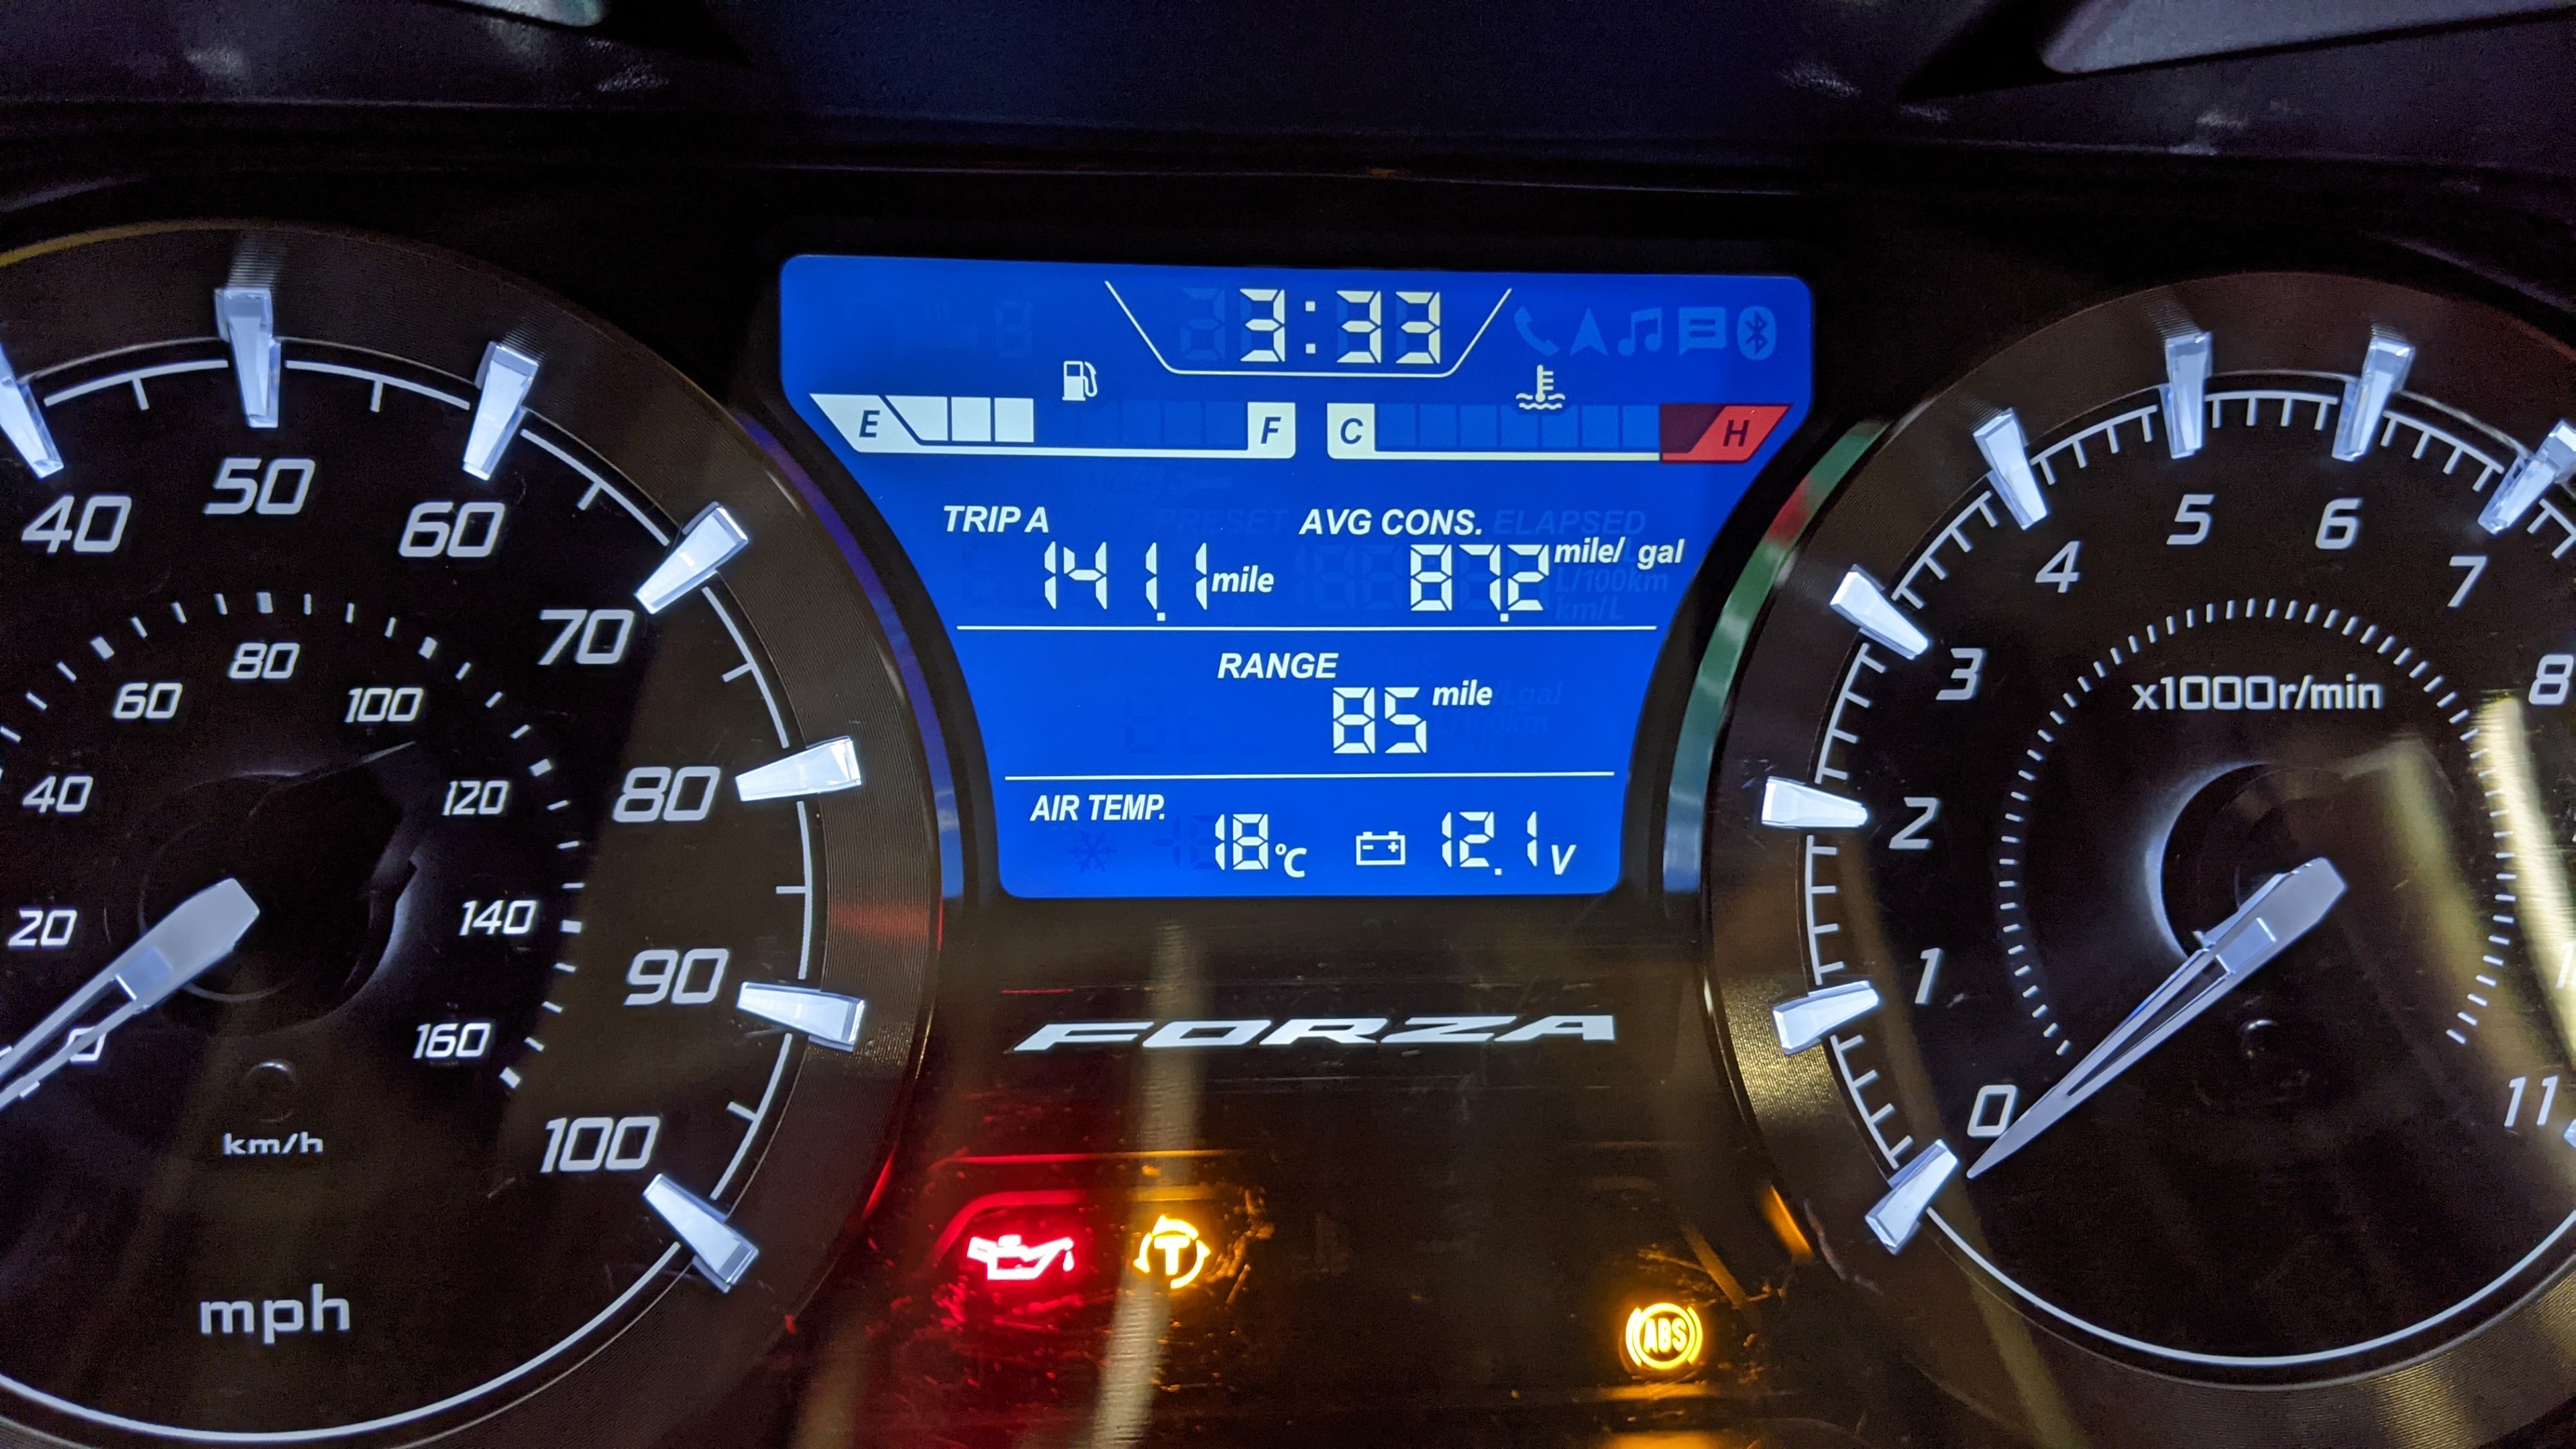 3:33
E F C H
TRIP A AVG CONS.
141.1 mile 87.2 mile/ gal
RANGE
85 mile
AIR TEMP.
18 °C 12.1 V
FORZA
ABS
40 50 60 70 80 90 100
20 40 60 80 100 120 140 160
0
km/h
mph
0 1 2 3 4 5 6 7 8 11
x1000r/min
T